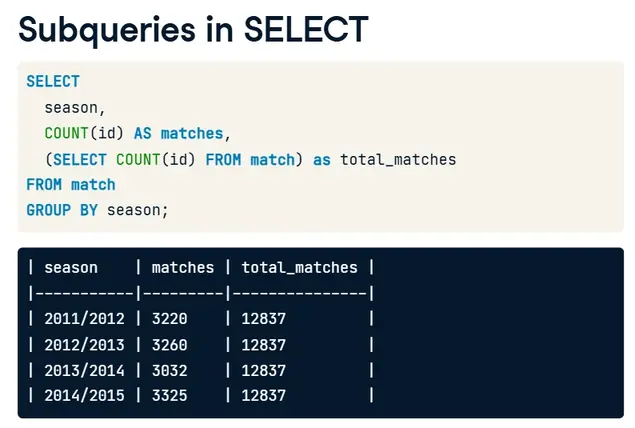 Subqueries in SELECT
SELECT
  season,
  COUNT(id) AS matches,
  (SELECT COUNT(id) FROM match) as total_matches
FROM match
GROUP BY season;
| season    | matches | total_matches |
|-----------|---------|---------------|
| 2011/2012 | 3220    | 12837         |
| 2012/2013 | 3260    | 12837         |
| 2013/2014 | 3032    | 12837         |
| 2014/2015 | 3325    | 12837         |